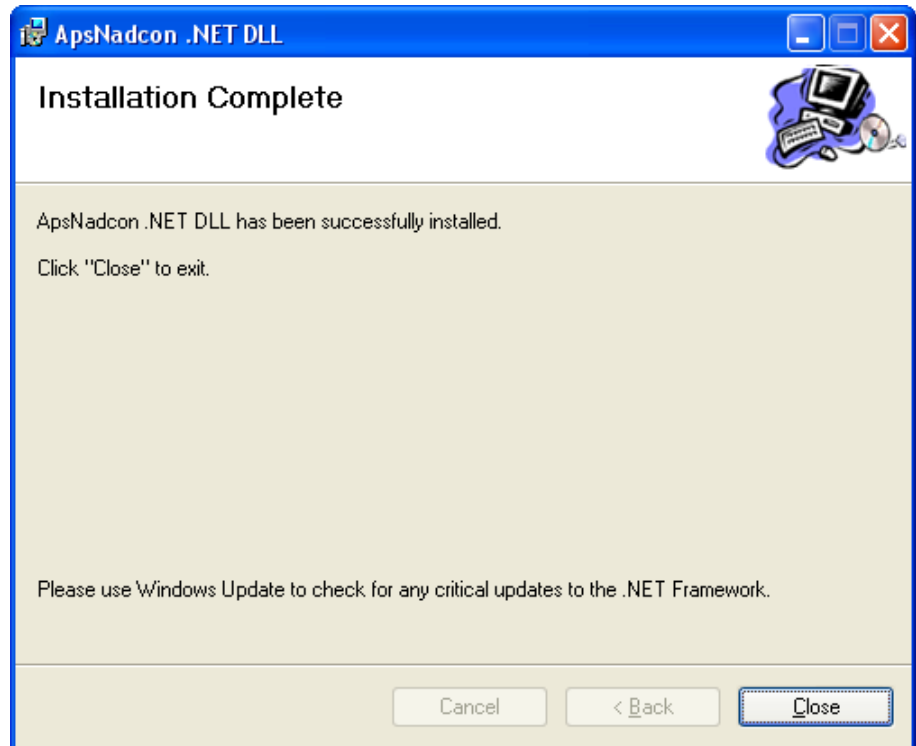 ApsNadcon .NET DLL
Installation Complete
ApsNadcon .NET DLL has been successfully installed.
Click "Close" to exit.
Please use Windows Update to check for any critical updates to the .NET Framework.
Cancel
< Back
Close